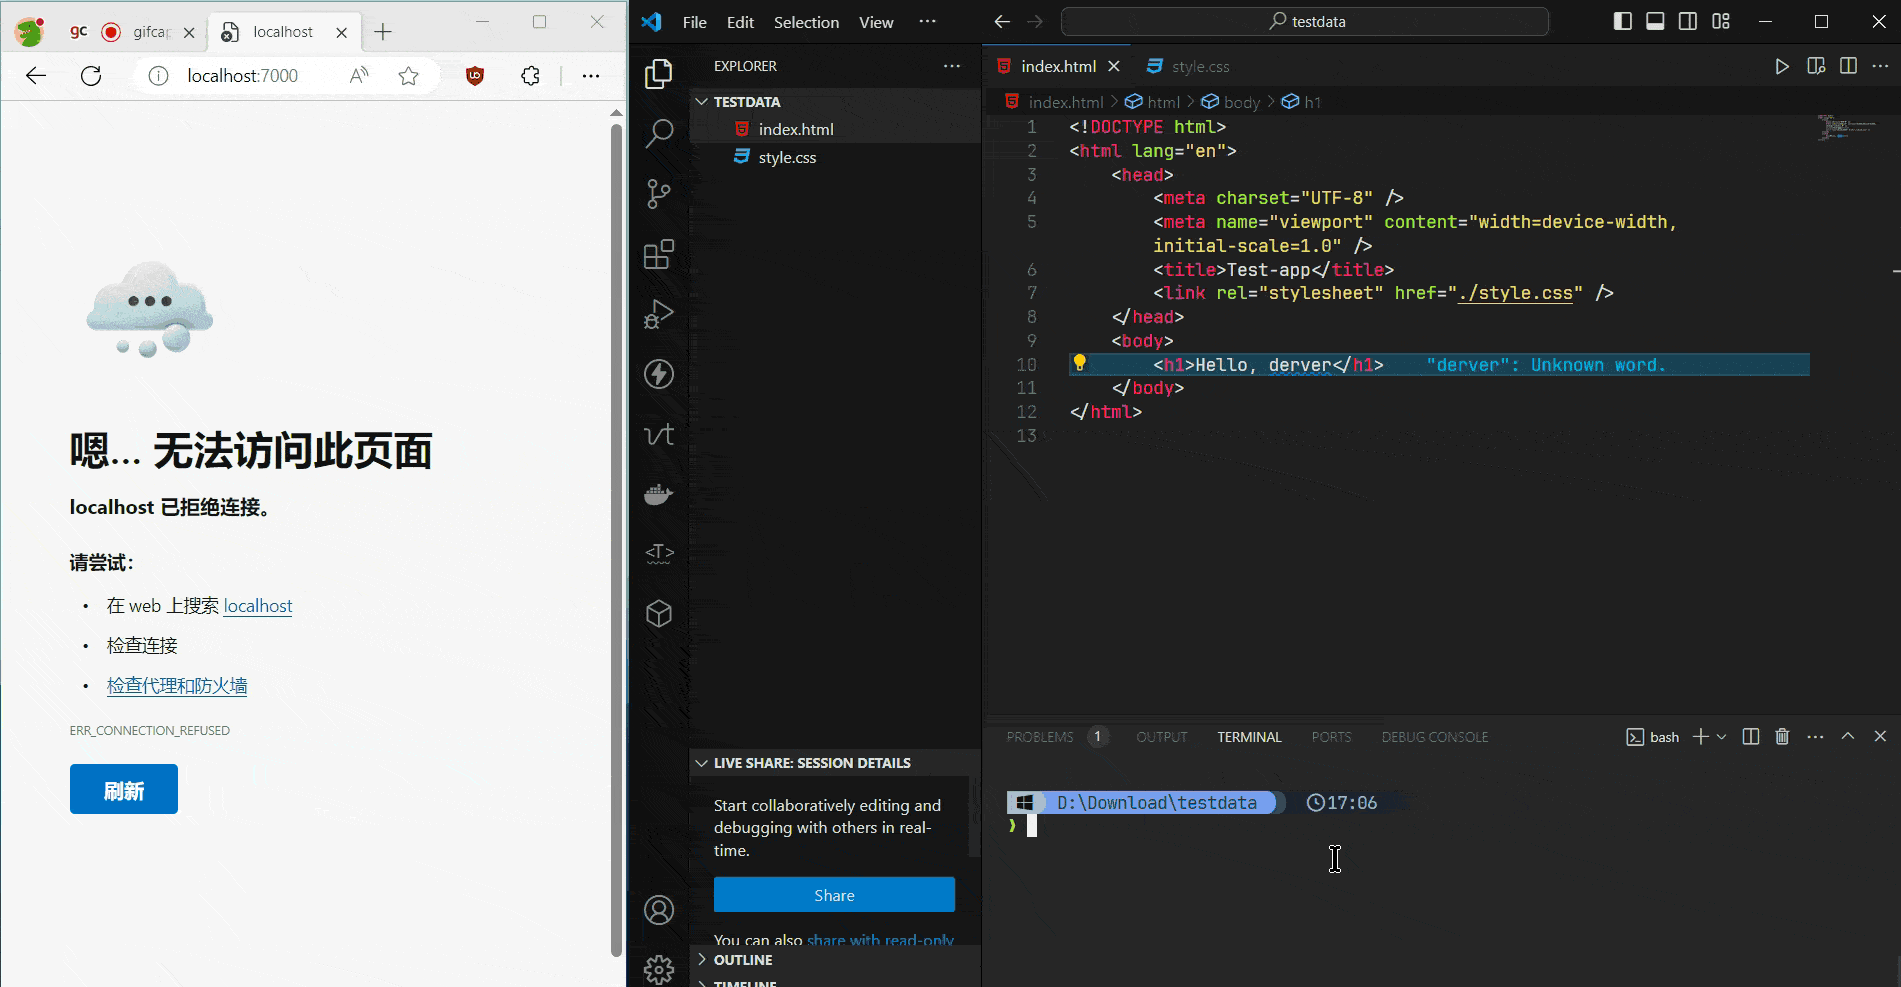 gc gifcap
localhost
localhost:7000
嗯… 无法访问此页面
localhost 已拒绝连接。
请尝试：
• 在 web 上搜索 localhost
• 检查连接
• 检查代理和防火墙
ERR_CONNECTION_REFUSED
刷新
File Edit Selection View ···
testdata
EXPLORER
TESTDATA
index.html
style.css
LIVE SHARE: SESSION DETAILS
Start collaboratively editing and
debugging with others in real-
time.
Share
You can also share with read-only
OUTLINE
TIMELINE
index.html style.css
index.html > html > body > h1
1 <!DOCTYPE html>
2 <html lang="en">
3 <head>
4 <meta charset="UTF-8" />
5 <meta name="viewport" content="width=device-width,
initial-scale=1.0" />
6 <title>Test-app</title>
7 <link rel="stylesheet" href="./style.css" />
8 </head>
9 <body>
10 <h1>Hello, derver</h1> "derver": Unknown word.
11 </body>
12 </html>
13
PROBLEMS 1 OUTPUT TERMINAL PORTS DEBUG CONSOLE
bash
D:\Download\testdata 17:06
❯